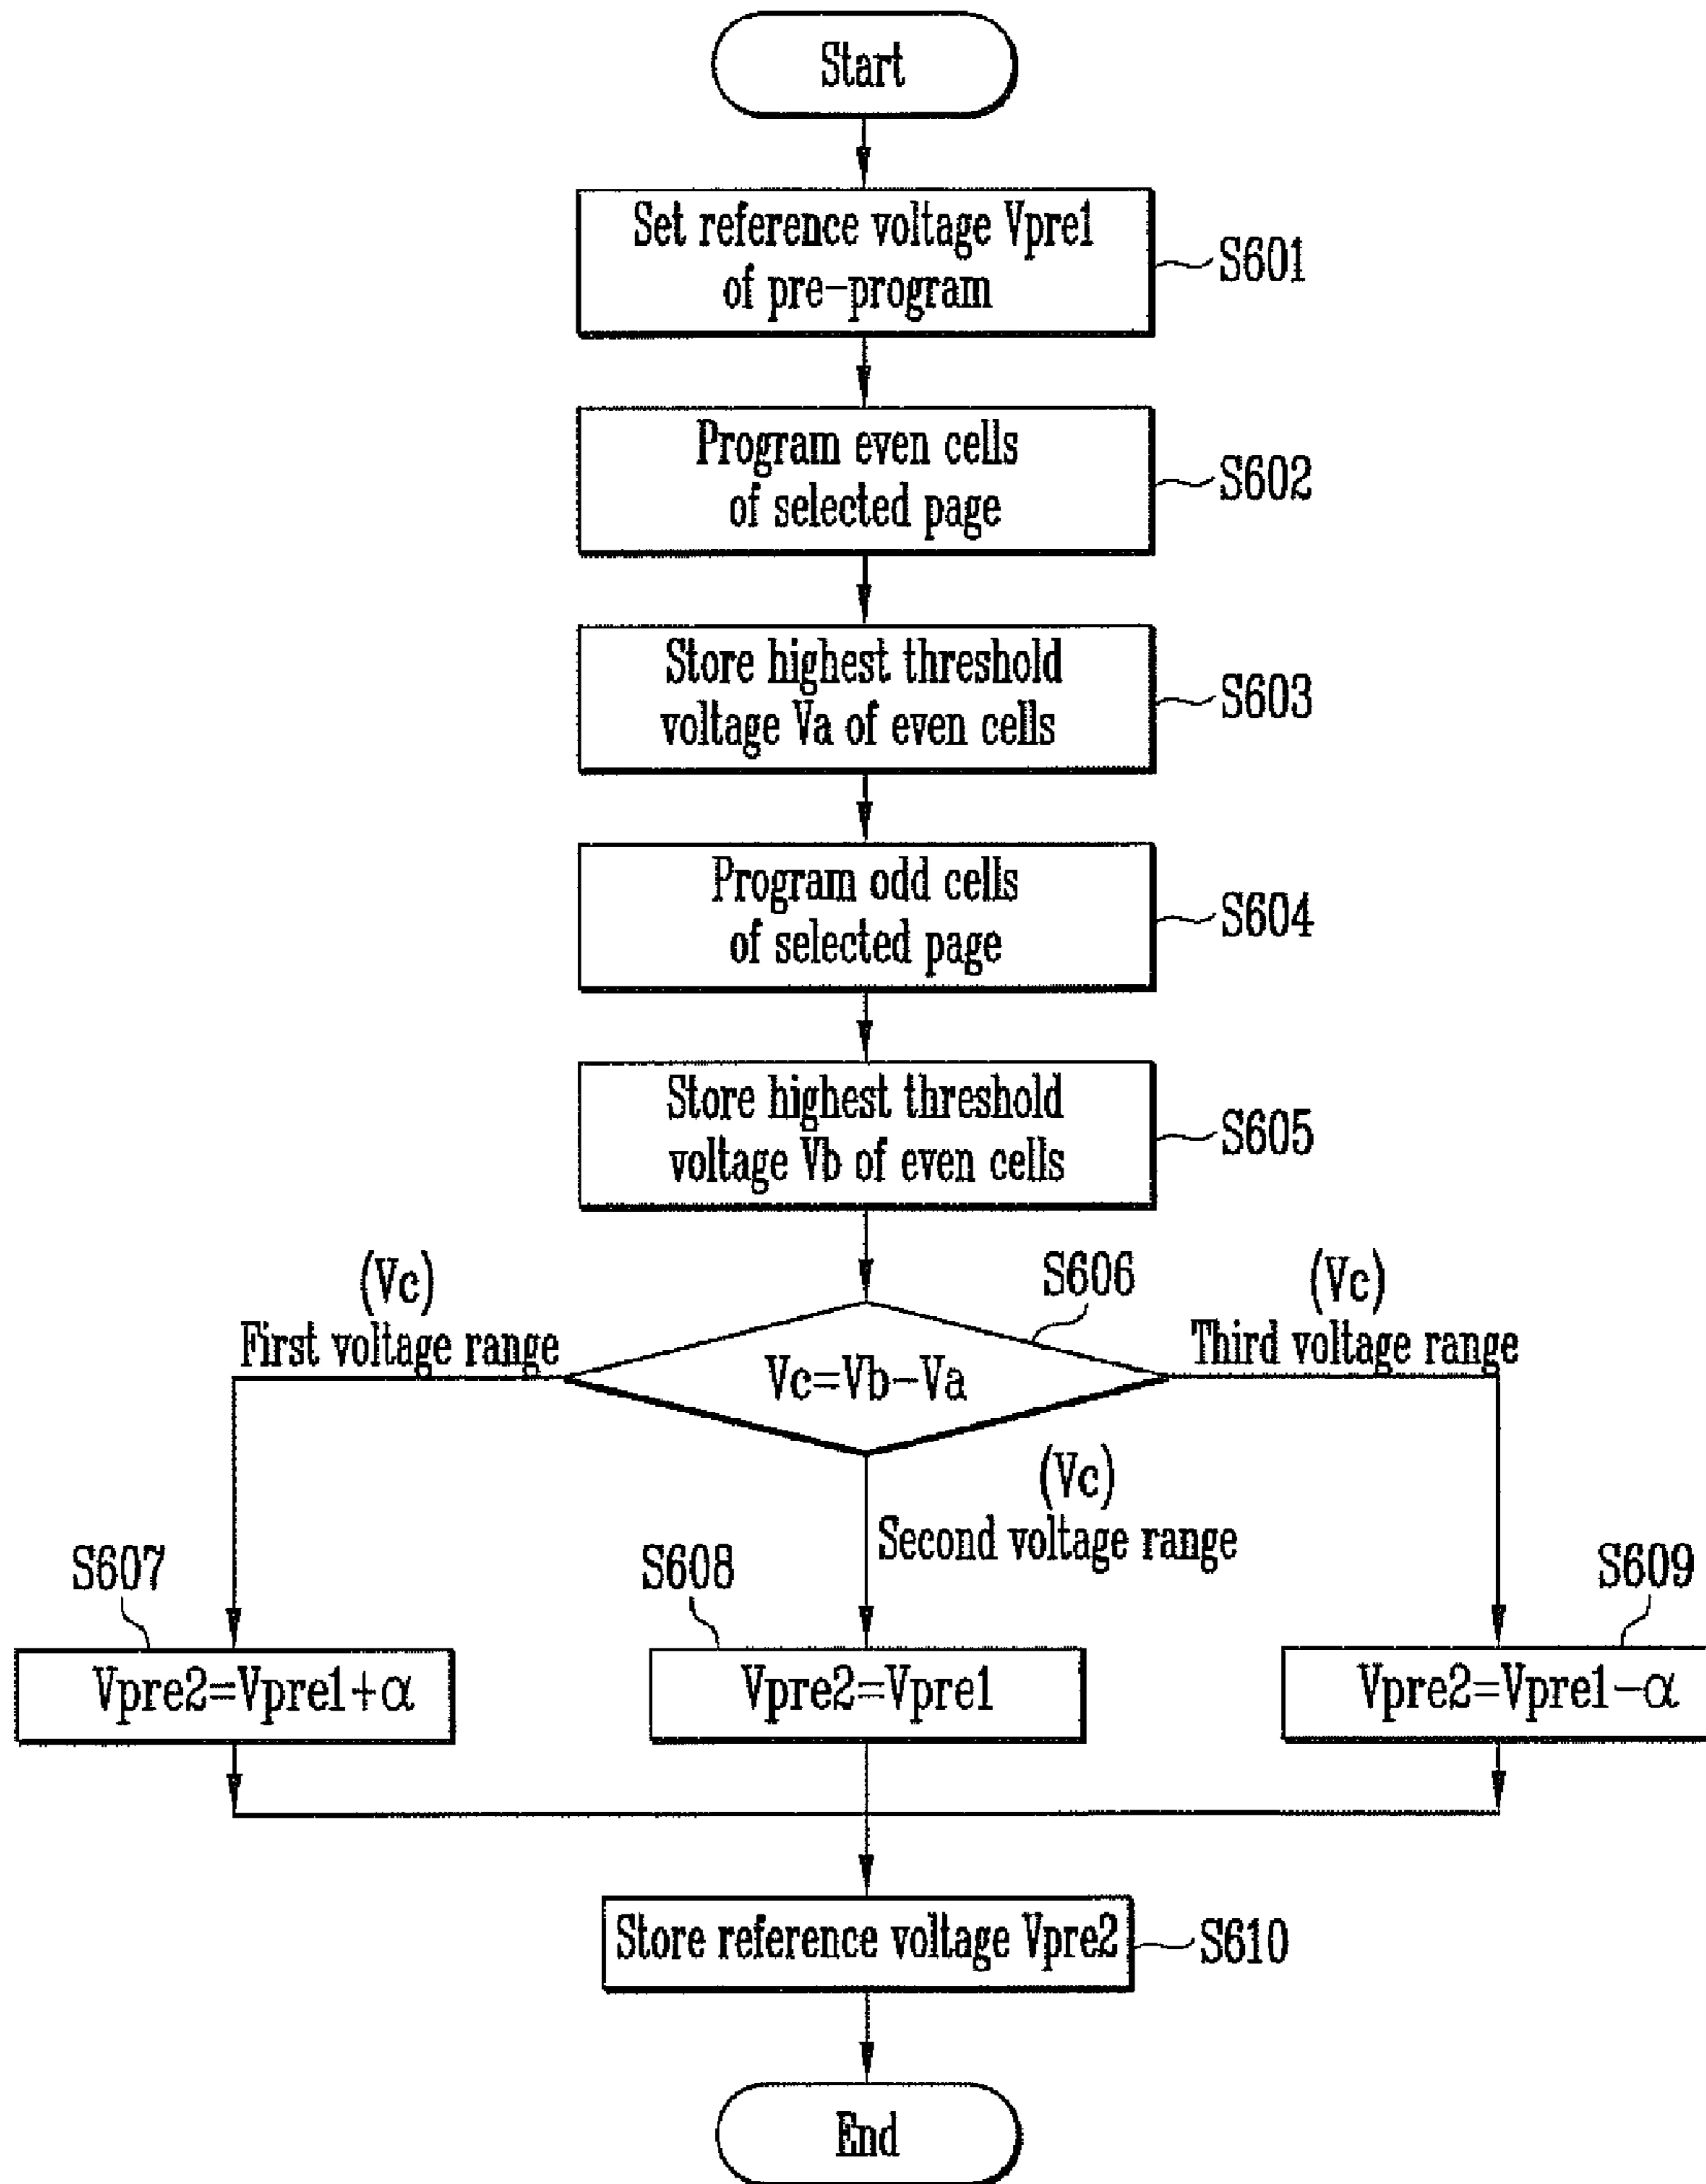 Start
Set reference voltage Vpre1
of pre-program
S601
Program even cells
of selected page
S602
Store highest threshold
voltage Va of even cells
S603
Program odd cells
of selected page
S604
Store highest threshold
voltage Vb of even cells
S605
(Vc)
First voltage range
S606
Vc=Vb-Va
(Vc)
Third voltage range
(Vc)
Second voltage range
S607
Vpre2=Vpre1+α
S608
Vpre2=Vpre1
S609
Vpre2=Vpre1-α
Store reference voltage Vpre2
S610
End